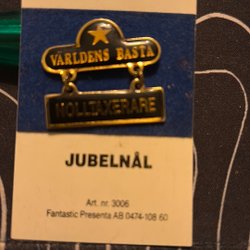 VÄRLDENS BÄSTA
NOLLTAXERARE
JUBELNÅL
Art. nr. 3006
Fantastic Presenta AB 0474-108 60